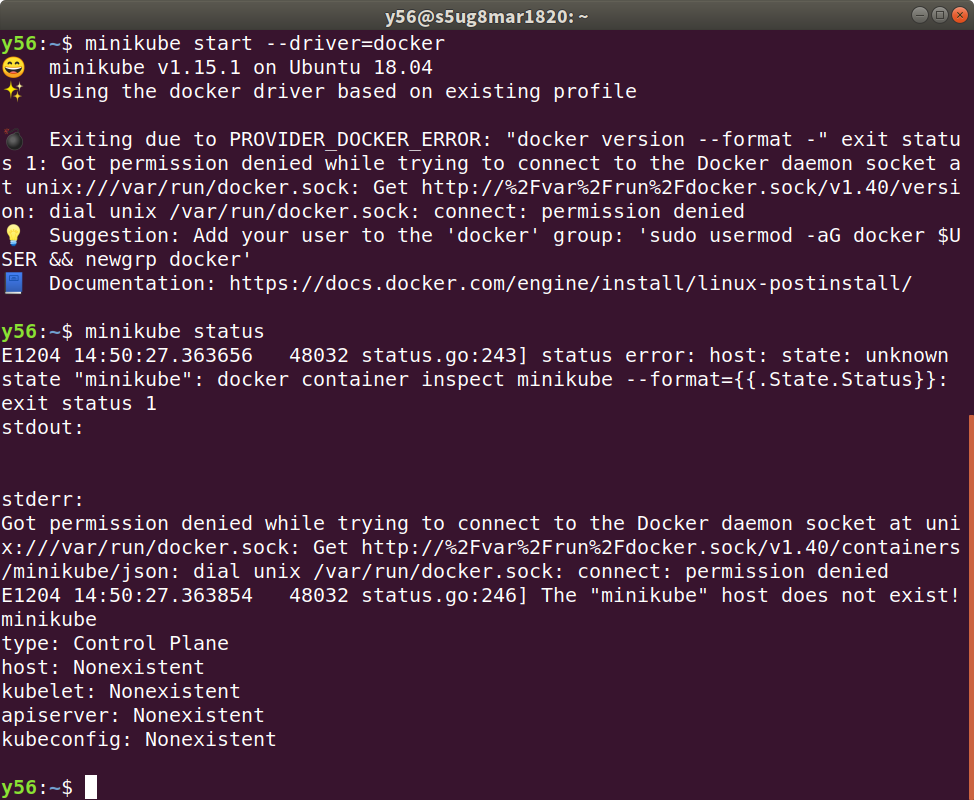 y56@s5ug8mar1820: ~
y56:~$ minikube start --driver=docker
😄  minikube v1.15.1 on Ubuntu 18.04
✨  Using the docker driver based on existing profile
💣  Exiting due to PROVIDER_DOCKER_ERROR: "docker version --format -" exit statu
s 1: Got permission denied while trying to connect to the Docker daemon socket a
t unix:///var/run/docker.sock: Get http://%2Fvar%2Frun%2Fdocker.sock/v1.40/versi
on: dial unix /var/run/docker.sock: connect: permission denied
💡  Suggestion: Add your user to the 'docker' group: 'sudo usermod -aG docker $U
SER && newgrp docker'
📘  Documentation: https://docs.docker.com/engine/install/linux-postinstall/
y56:~$ minikube status
E1204 14:50:27.363656   48032 status.go:243] status error: host: state: unknown
state "minikube": docker container inspect minikube --format={{.State.Status}}:
exit status 1
stdout:
stderr:
Got permission denied while trying to connect to the Docker daemon socket at uni
x:///var/run/docker.sock: Get http://%2Fvar%2Frun%2Fdocker.sock/v1.40/containers
/minikube/json: dial unix /var/run/docker.sock: connect: permission denied
E1204 14:50:27.363854   48032 status.go:246] The "minikube" host does not exist!
minikube
type: Control Plane
host: Nonexistent
kubelet: Nonexistent
apiserver: Nonexistent
kubeconfig: Nonexistent
y56:~$